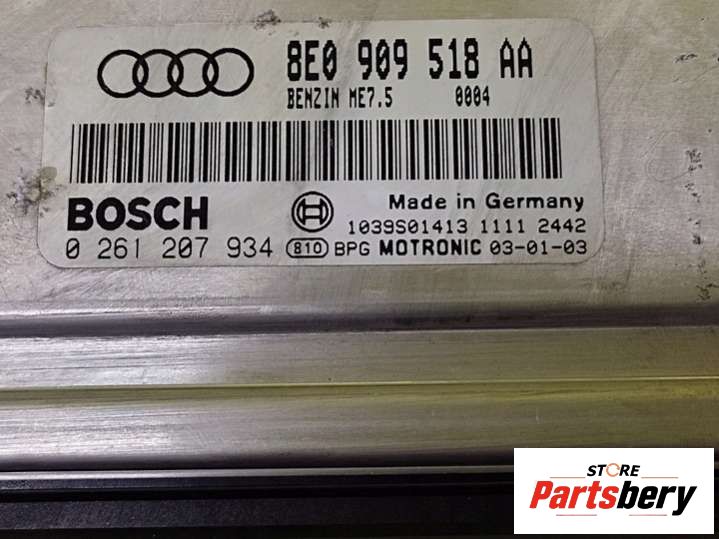 8E0 909 518 AA
BENZIN ME7.5 0004
BOSCH
Made in Germany
1039S01413 1111 2442
0 261 207 934 810 BPG MOTRONIC 03-01-03
STORE
Partsbery